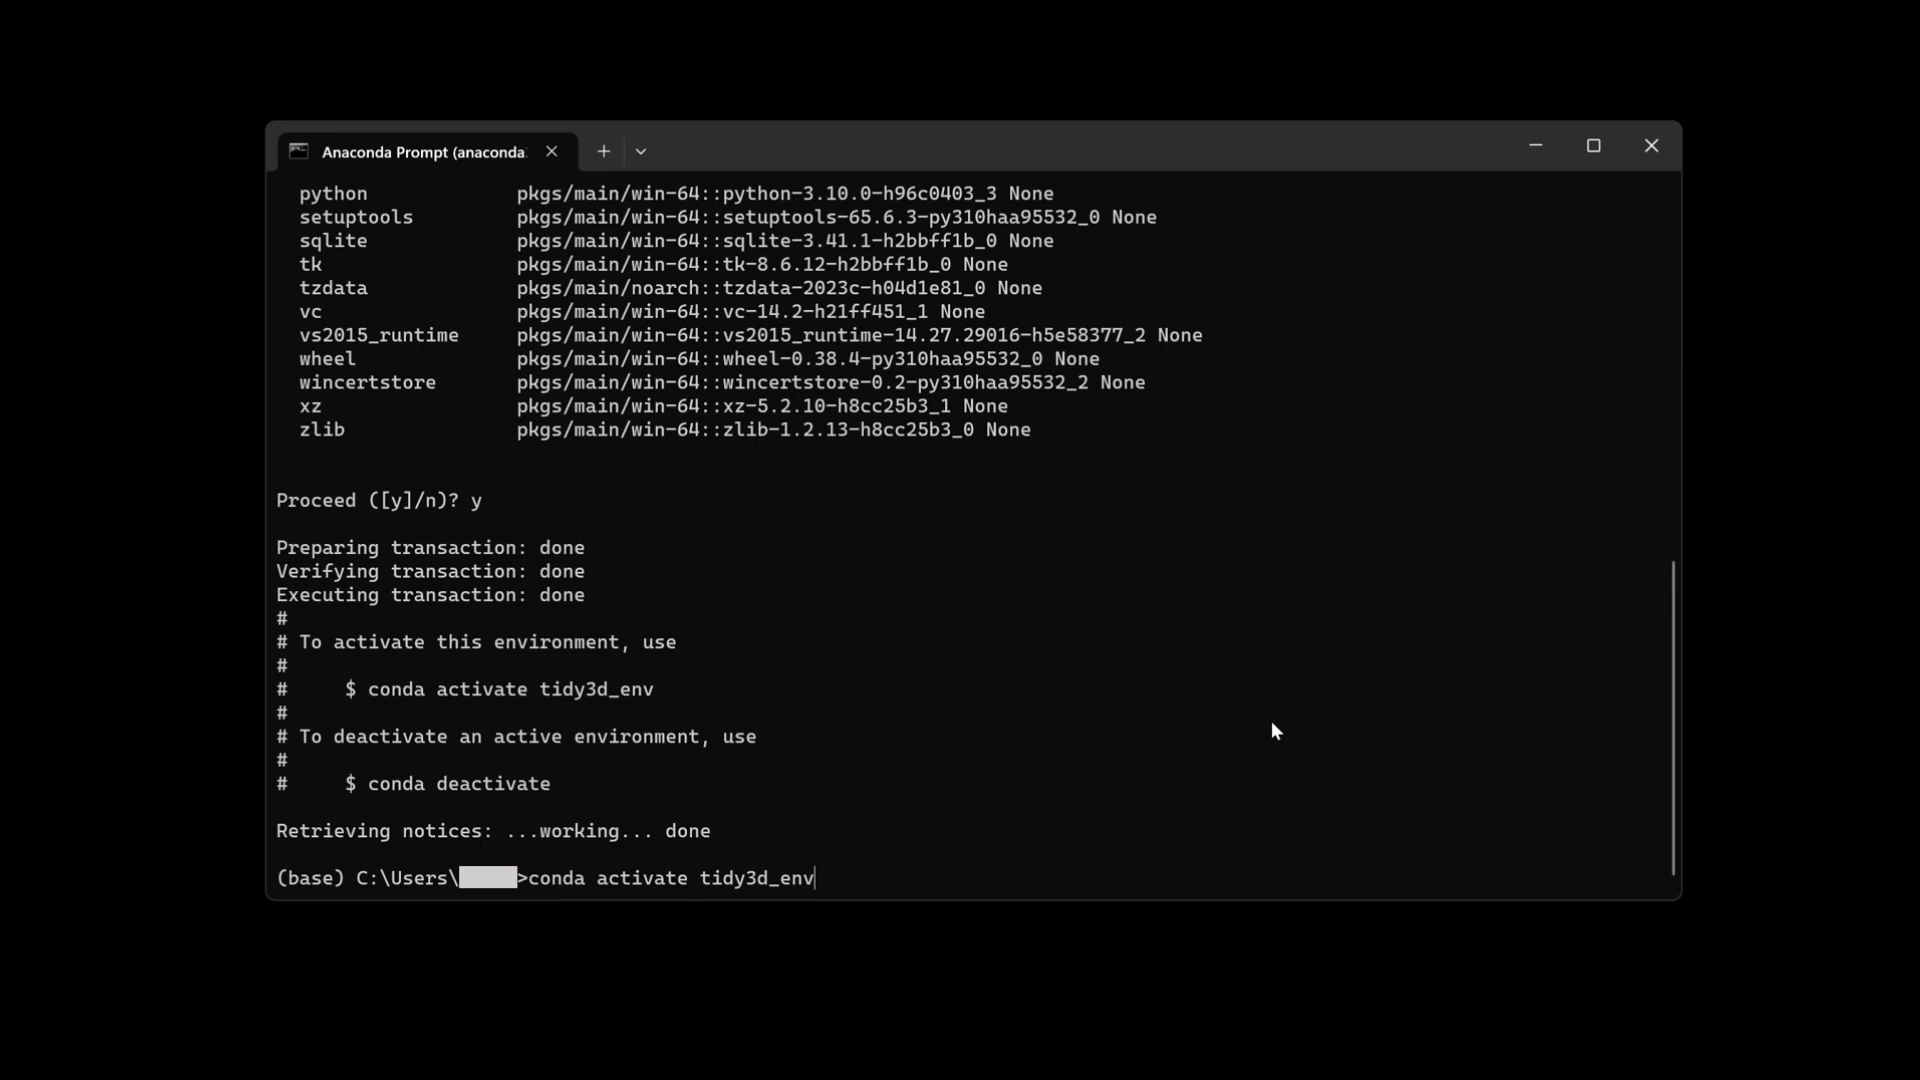 Anaconda Prompt (anaconda
python pkgs/main/win-64::python-3.10.0-h96c0403_3 None
setuptools pkgs/main/win-64::setuptools-65.6.3-py310haa95532_0 None
sqlite pkgs/main/win-64::sqlite-3.41.1-h2bbff1b_0 None
tk pkgs/main/win-64::tk-8.6.12-h2bbff1b_0 None
tzdata pkgs/main/noarch::tzdata-2023c-h04d1e81_0 None
vc pkgs/main/win-64::vc-14.2-h21ff451_1 None
vs2015_runtime pkgs/main/win-64::vs2015_runtime-14.27.29016-h5e58377_2 None
wheel pkgs/main/win-64::wheel-0.38.4-py310haa95532_0 None
wincertstore pkgs/main/win-64::wincertstore-0.2-py310haa95532_2 None
xz pkgs/main/win-64::xz-5.2.10-h8cc25b3_1 None
zlib pkgs/main/win-64::zlib-1.2.13-h8cc25b3_0 None
Proceed ([y]/n)? y
Preparing transaction: done
Verifying transaction: done
Executing transaction: done
#
# To activate this environment, use
#
#     $ conda activate tidy3d_env
#
# To deactivate an active environment, use
#
#     $ conda deactivate
Retrieving notices: ...working... done
(base) C:\Users\>conda activate tidy3d_env